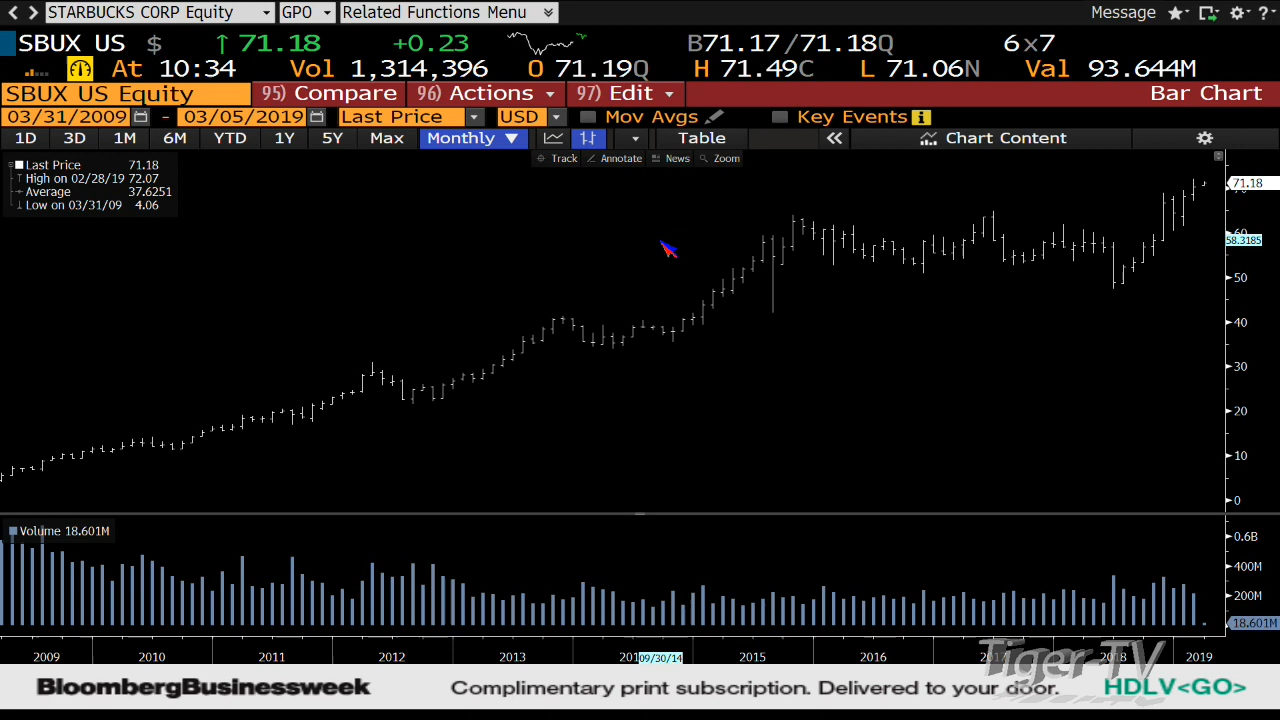 STARBUCKS CORP Equity GPO Related Functions Menu Message ?
SBUX US $ ↑ 71.18 +0.23 B71.17 /71.18Q 6 x 7
At 10:34 Vol 1,314,396 O 71.19Q H 71.49C L 71.06N Val 93.644M
SBUX US Equity 95) Compare 96) Actions 97) Edit Bar Chart
03/31/2009 - 03/05/2019 Last Price USD Mov Avgs Key Events i
1D 3D 1M 6M YTD 1Y 5Y Max Monthly ▼ Table « Chart Content
Track Annotate News Zoom
Last Price 71.18
High on 02/28/19 72.07
Average 37.6251
Low on 03/31/09 4.06
71.18
60
58.3185
50
40
30
20
10
0
Volume 18.601M
0.6B
400M
200M
18.601M
2009 2010 2011 2012 2013 09/30/14 2015 2016 2017 2018 2019
Tiger-TV
BloombergBusinessweek Complimentary print subscription. Delivered to your door. HDLV<GO>